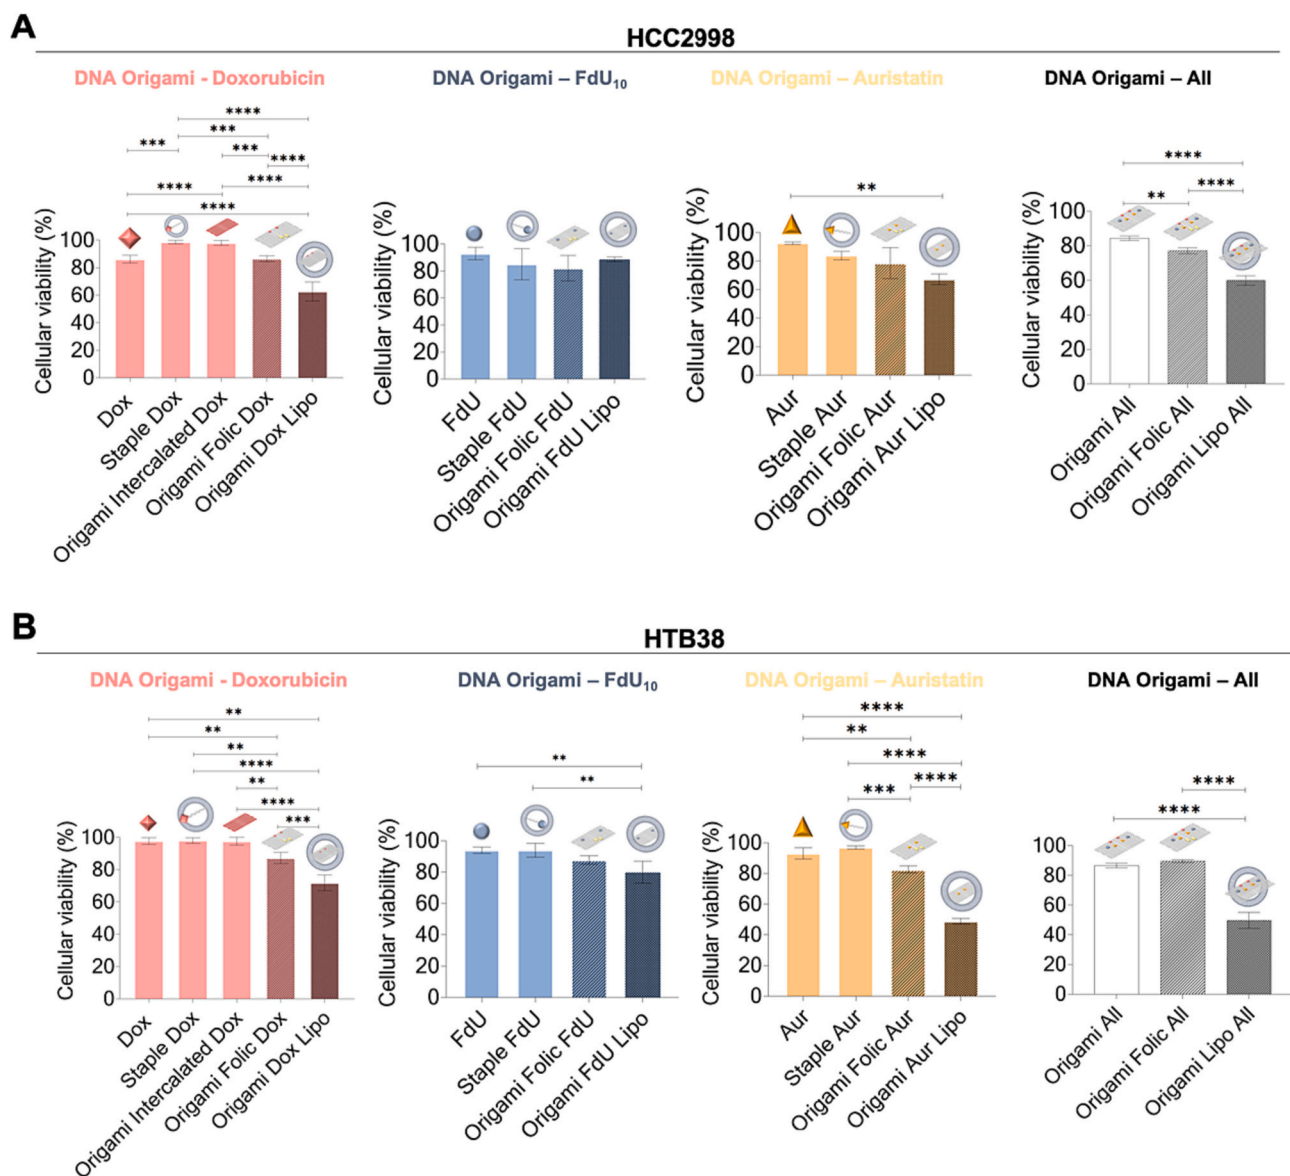 A
HCC2998
DNA Origami - Doxorubicin
DNA Origami – FdU₁₀
DNA Origami – Auristatin
DNA Origami – All
****
***
*** ***
****
**** ****
****
Cellular viability (%)
100
80
60
40
20
0
Dox
Staple Dox
Origami Intercalated Dox
Origami Folic Dox
Origami Dox Lipo
Cellular viability (%)
100
80
60
40
20
0
FdU
Staple FdU
Origami Folic FdU
Origami FdU Lipo
**
Cellular viability (%)
100
80
60
40
20
0
Aur
Staple Aur
Origami Folic Aur
Origami Aur Lipo
****
** ****
Cellular viability (%)
100
80
60
40
20
0
Origami All
Origami Folic All
Origami Lipo All
B
HTB38
DNA Origami - Doxorubicin
DNA Origami – FdU₁₀
DNA Origami – Auristatin
DNA Origami – All
**
**
**
****
**
****
***
Cellular viability (%)
100
80
60
40
20
0
Dox
Staple Dox
Origami Intercalated Dox
Origami Folic Dox
Origami Dox Lipo
**
**
Cellular viability (%)
100
80
60
40
20
0
FdU
Staple FdU
Origami Folic FdU
Origami FdU Lipo
****
**
****
*** ****
Cellular viability (%)
100
80
60
40
20
0
Aur
Staple Aur
Origami Folic Aur
Origami Aur Lipo
****
****
Cellular viability (%)
100
80
60
40
20
0
Origami All
Origami Folic All
Origami Lipo All